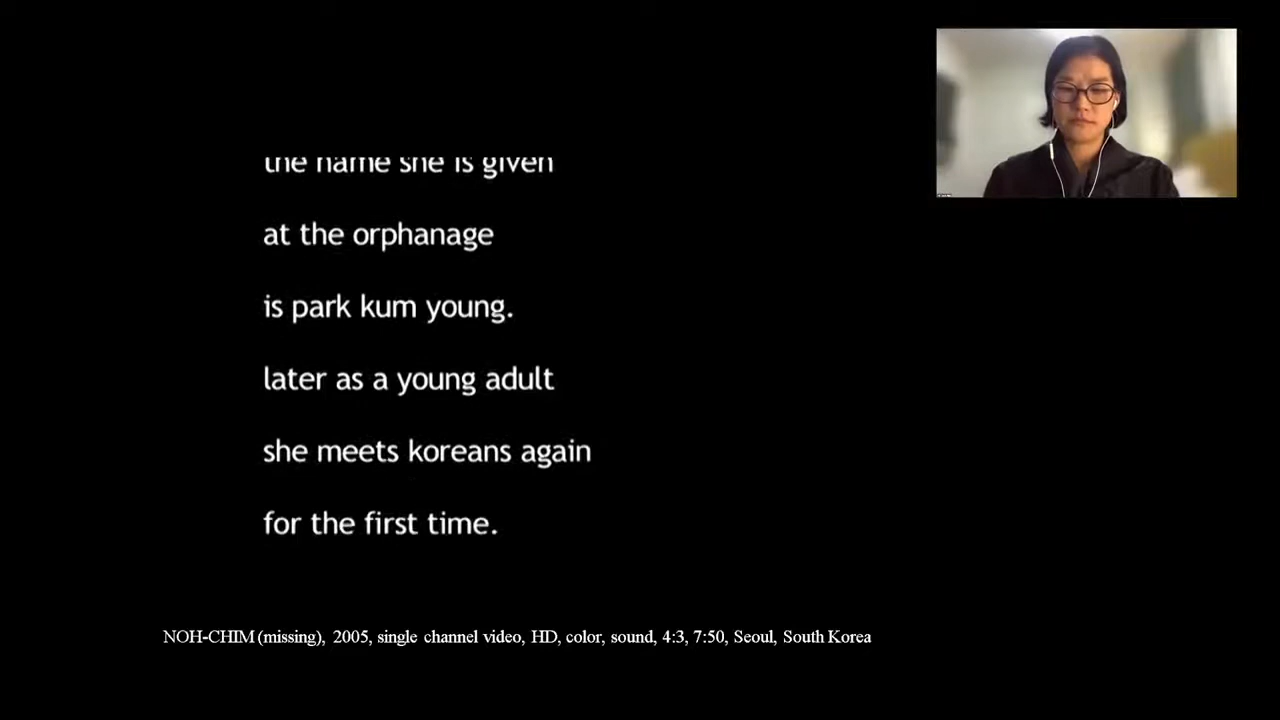 the name she is given
at the orphanage
is park kum young.
later as a young adult
she meets koreans again
for the first time.
NOH-CHIM (missing), 2005, single channel video, HD, color, sound, 4:3, 7:50, Seoul, South Korea